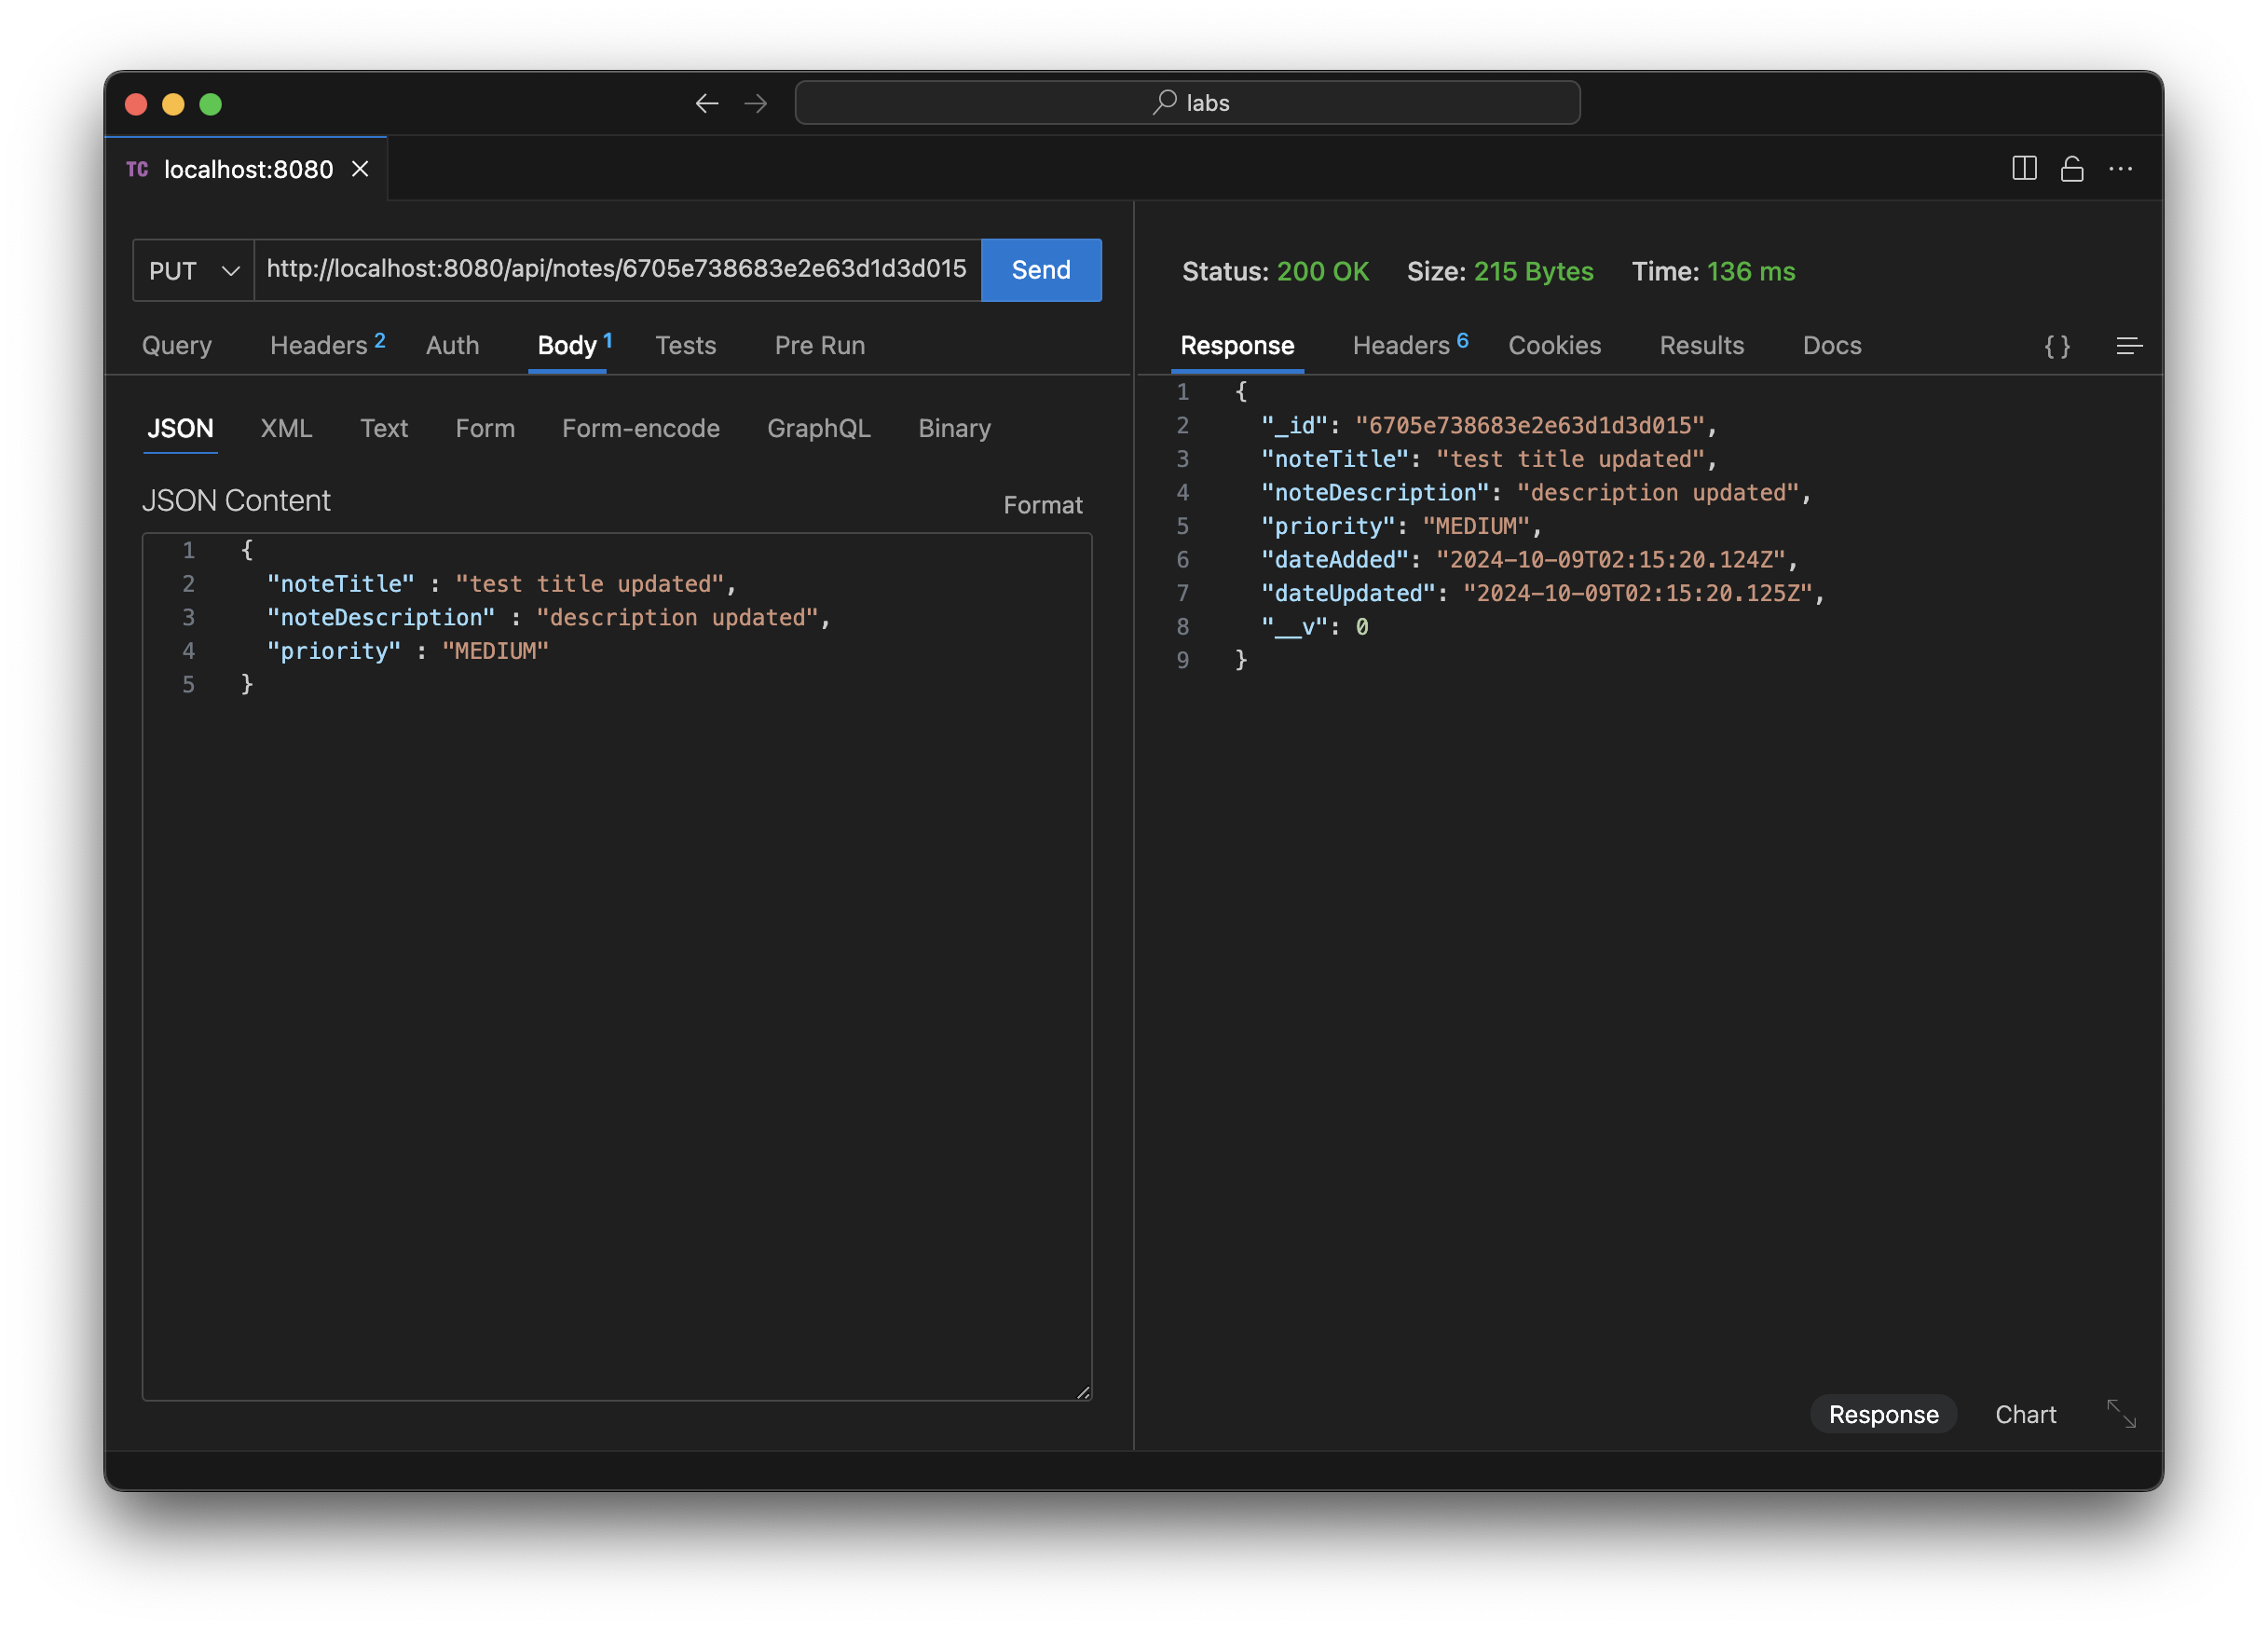 labs
TC localhost:8080
PUT http://localhost:8080/api/notes/6705e738683e2e63d1d3d015 Send
Query Headers 2 Auth Body 1 Tests Pre Run
JSON XML Text Form Form-encode GraphQL Binary
JSON Content Format
1 {
2 "noteTitle" : "test title updated",
3 "noteDescription" : "description updated",
4 "priority" : "MEDIUM"
5 }
Status: 200 OK Size: 215 Bytes Time: 136 ms
Response Headers 6 Cookies Results Docs { }
1 {
2 "_id": "6705e738683e2e63d1d3d015",
3 "noteTitle": "test title updated",
4 "noteDescription": "description updated",
5 "priority": "MEDIUM",
6 "dateAdded": "2024-10-09T02:15:20.124Z",
7 "dateUpdated": "2024-10-09T02:15:20.125Z",
8 "__v": 0
9 }
Response Chart